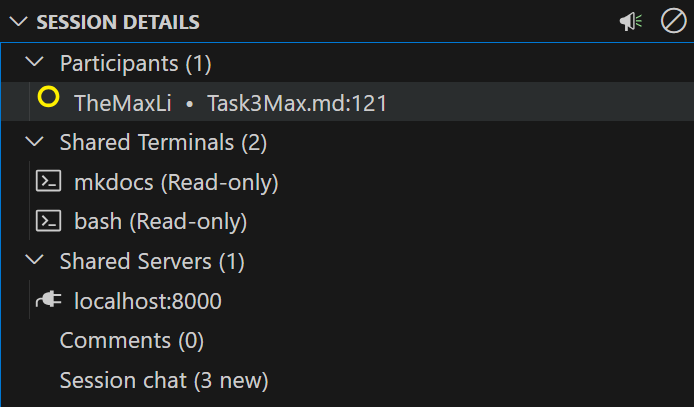 SESSION DETAILS
Participants (1)
TheMaxLi • Task3Max.md:121
Shared Terminals (2)
mkdocs (Read-only)
bash (Read-only)
Shared Servers (1)
localhost:8000
Comments (0)
Session chat (3 new)